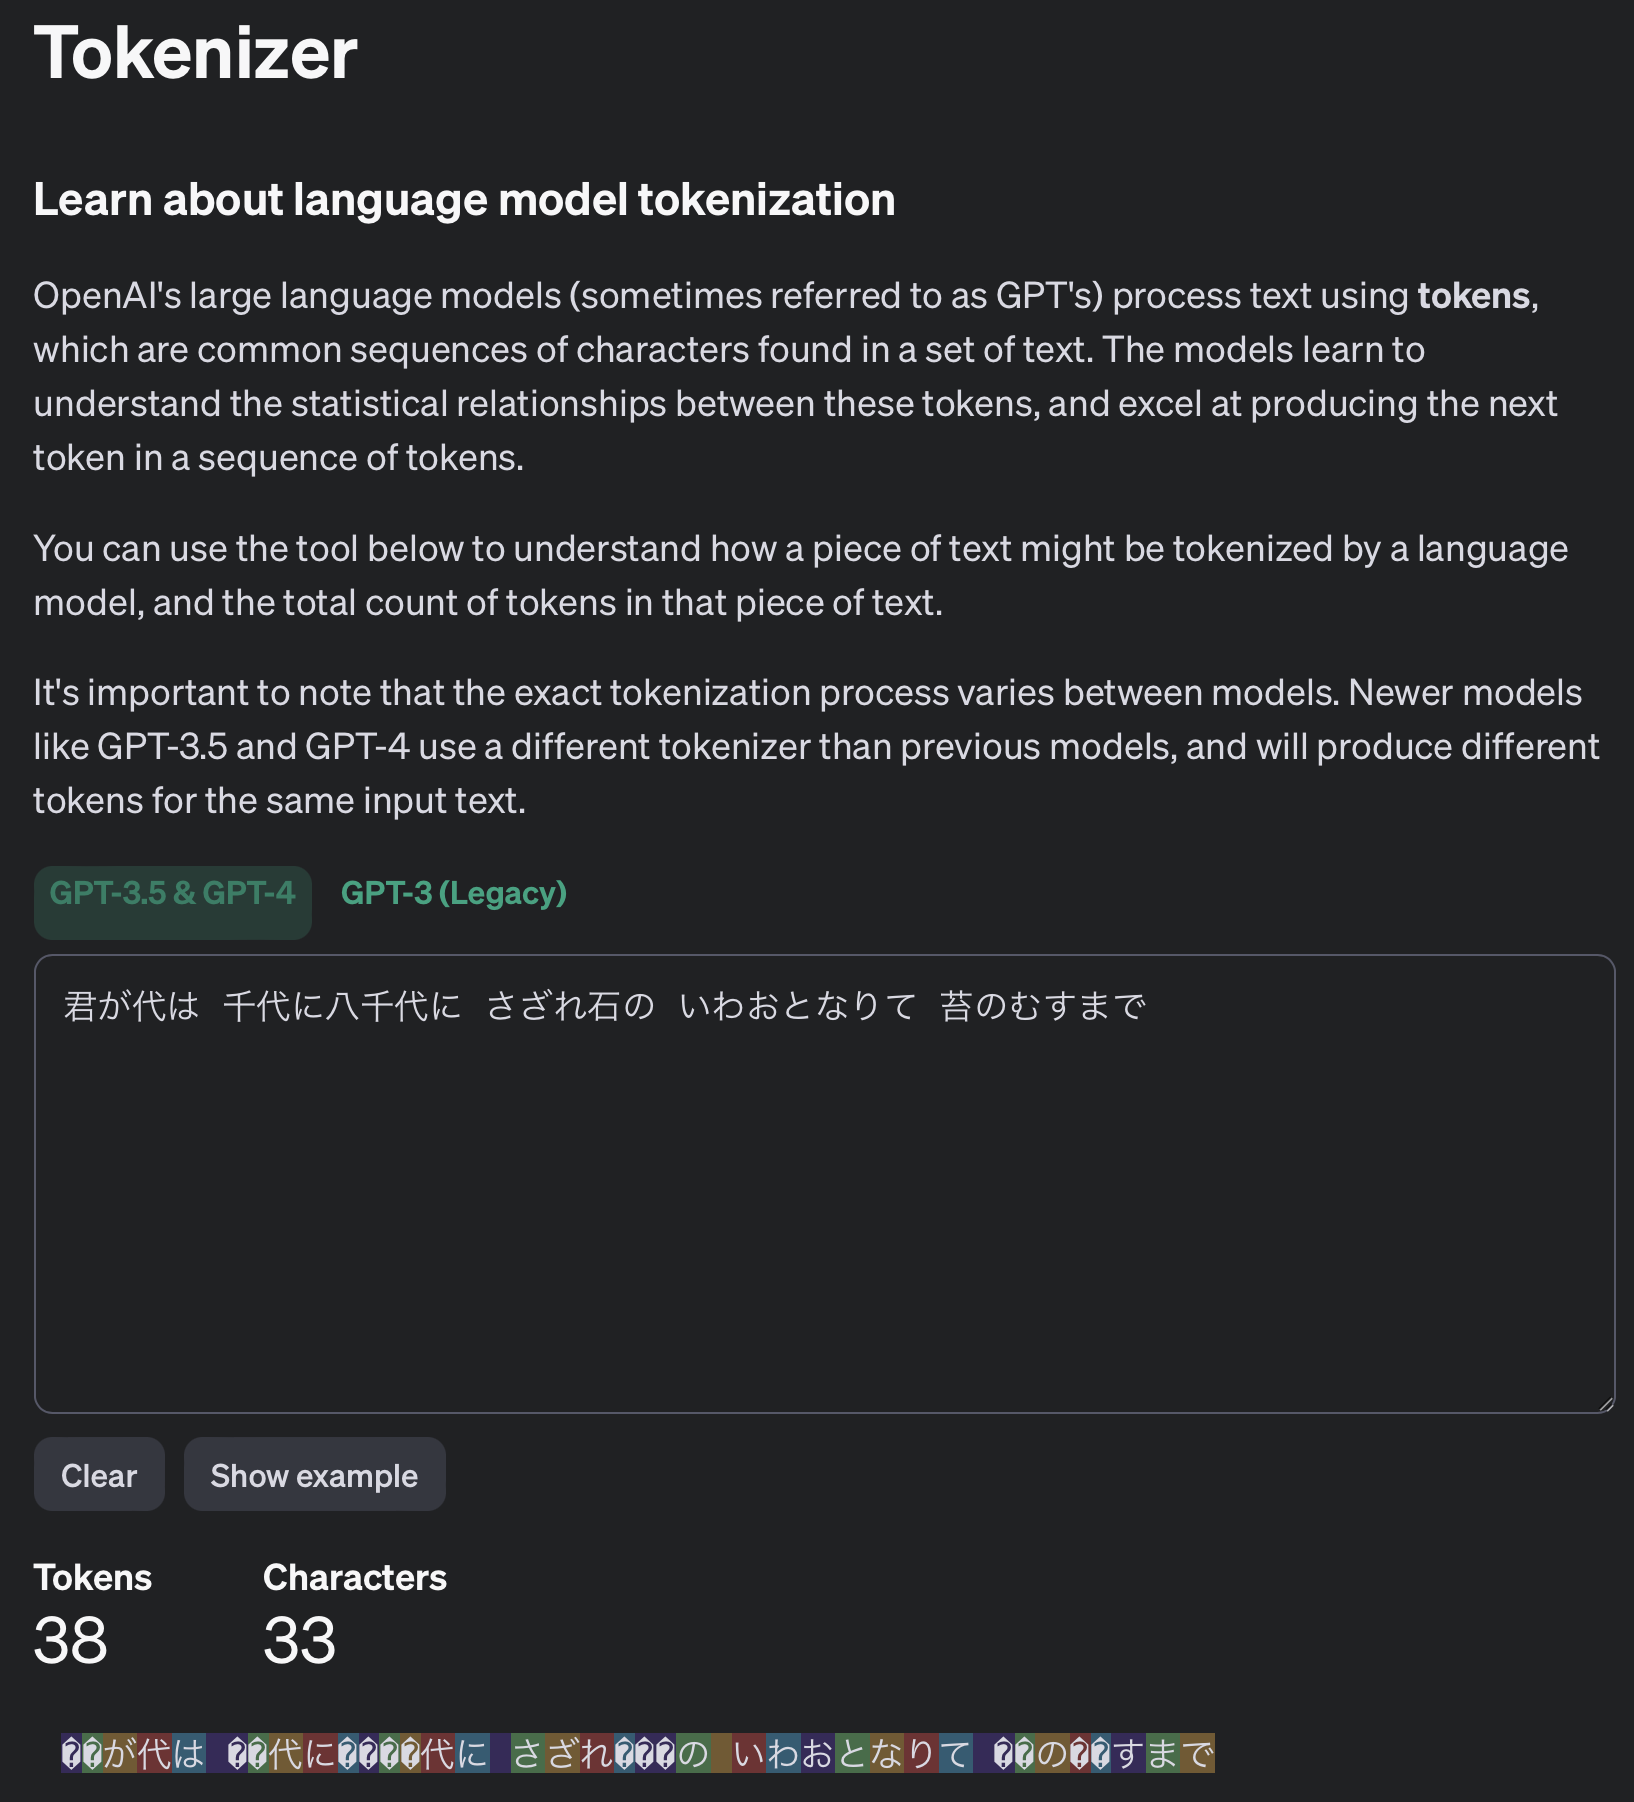 Tokenizer
Learn about language model tokenization
OpenAI's large language models (sometimes referred to as GPT's) process text using tokens,
which are common sequences of characters found in a set of text. The models learn to
understand the statistical relationships between these tokens, and excel at producing the next
token in a sequence of tokens.
You can use the tool below to understand how a piece of text might be tokenized by a language
model, and the total count of tokens in that piece of text.
It's important to note that the exact tokenization process varies between models. Newer models
like GPT-3.5 and GPT-4 use a different tokenizer than previous models, and will produce different
tokens for the same input text.
GPT-3.5 & GPT-4 GPT-3 (Legacy)
君が代は 千代に八千代に さざれ石の いわおとなりて 苔のむすまで
Clear Show example
Tokens Characters
38 33
��が代は ��代に����代に さざれ���の いわおとなりて ��の��すまで